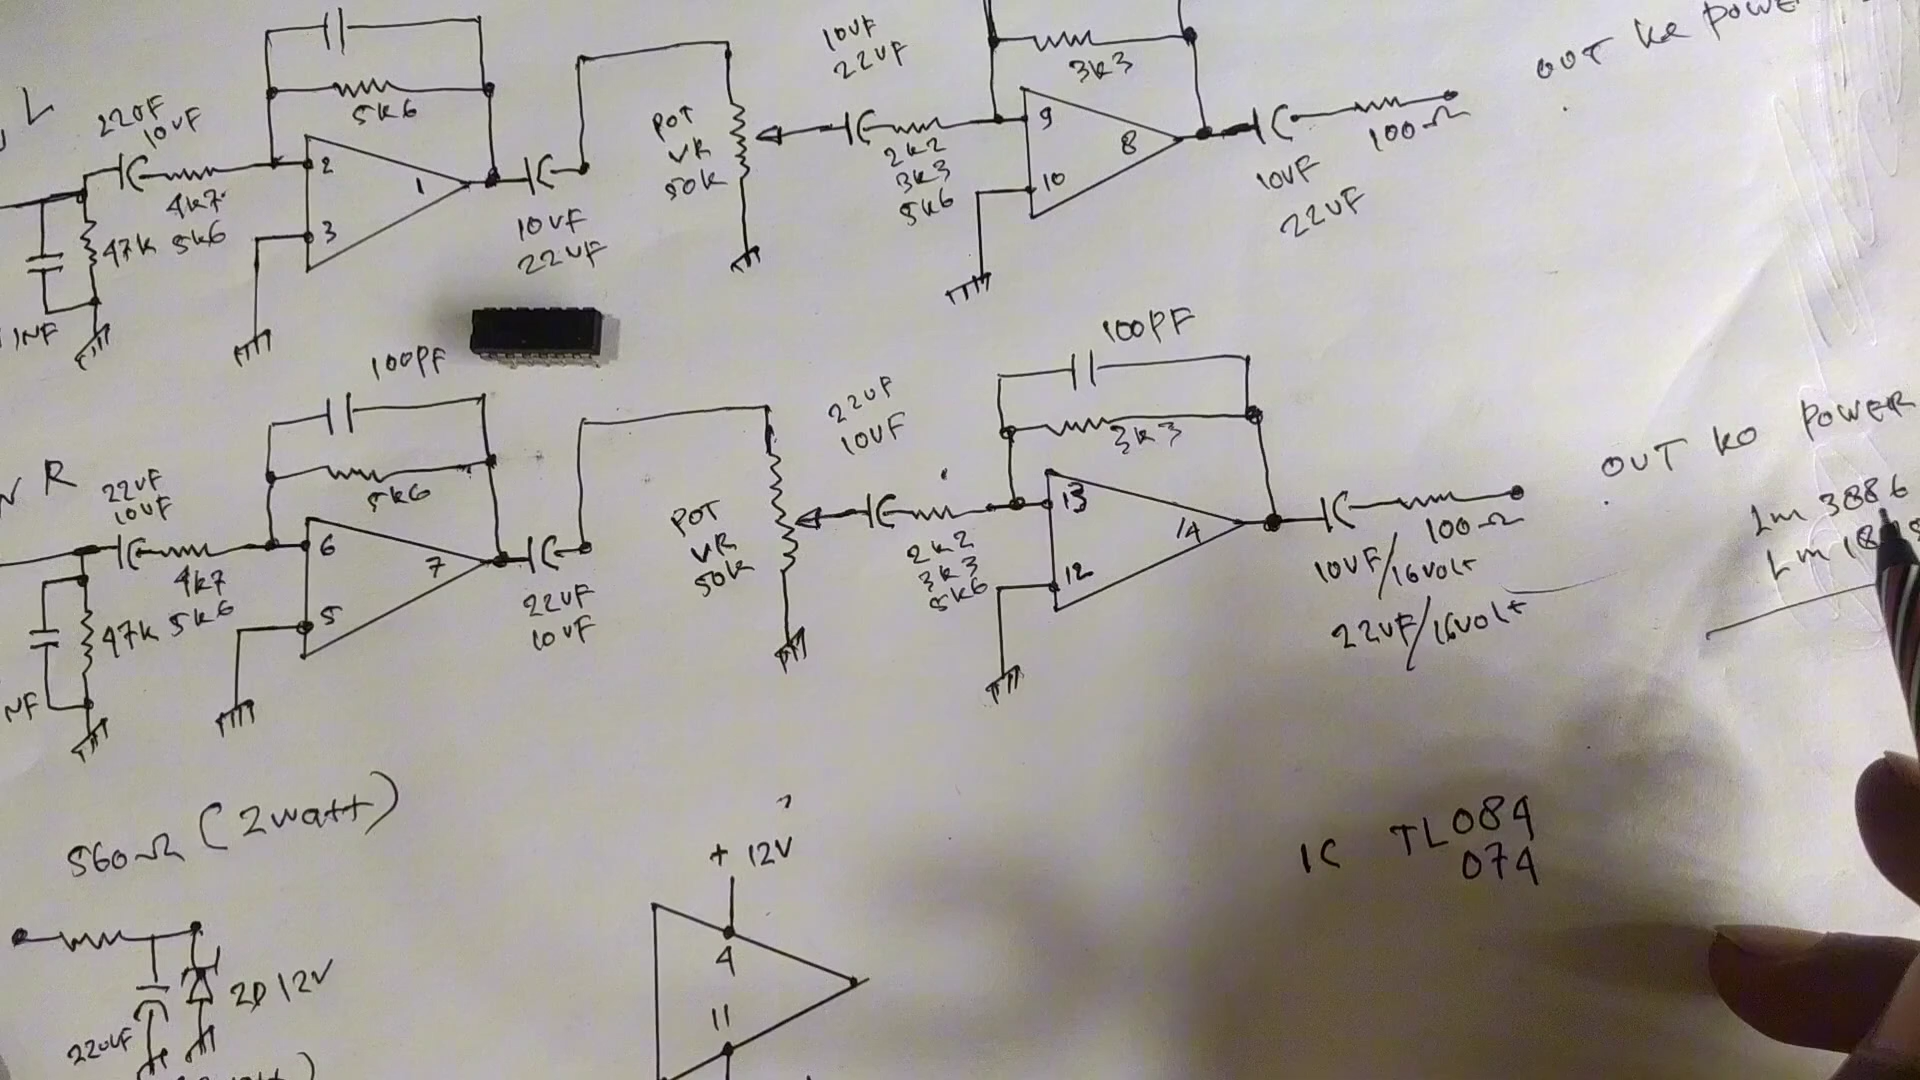 L
22UF
10UF
5K6
4K7
47K 5K6
1NF
2
3
1
10UF
22UF
POT
VR
50K
10UF
22UF
2K2
3K3
5K6
3K3
9
10
8
10UF
22UF
100Ω
OUT Ke POWE
R
22UF
10UF
100PF
5K6
4K7
47K 5K6
NF
6
5
7
22UF
10UF
POT
VR
50K
22UF
10UF
2K2
3K3
5K6
100PF
3K3
13
12
14
10UF/16volt
22UF/16volt
100Ω
OUT KO POWER
Lm 3886
560Ω (2watt)
220UF
ZD 12V
+ 12V
4
11
IC TL084
074